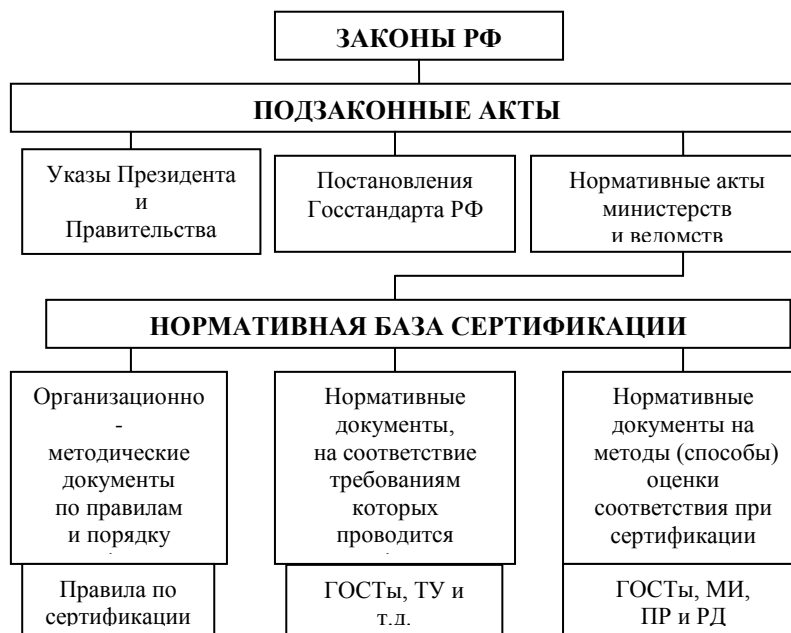 ЗАКОНЫ РФ
ПОДЗАКОННЫЕ АКТЫ
Указы Президента
и
Правительства
Постановления
Госстандарта РФ
Нормативные акты
министерств
и ведомств
НОРМАТИВНАЯ БАЗА СЕРТИФИКАЦИИ
Организационно
-
методические
документы
по правилам
и порядку
Нормативные
документы,
на соответствие
требованиям
которых
проводится
Нормативные
документы на
методы (способы)
оценки
соответствия при
сертификации
Правила по
сертификации
ГОСТы, ТУ и
т.д.
ГОСТы, МИ,
ПР и РД